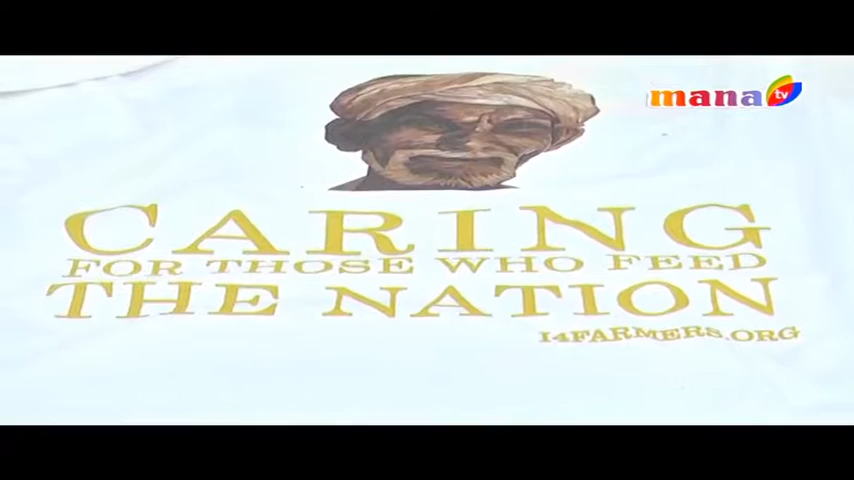 mana tv
CARING
FOR THOSE WHO FEED
THE NATION
I4FARMERS.ORG